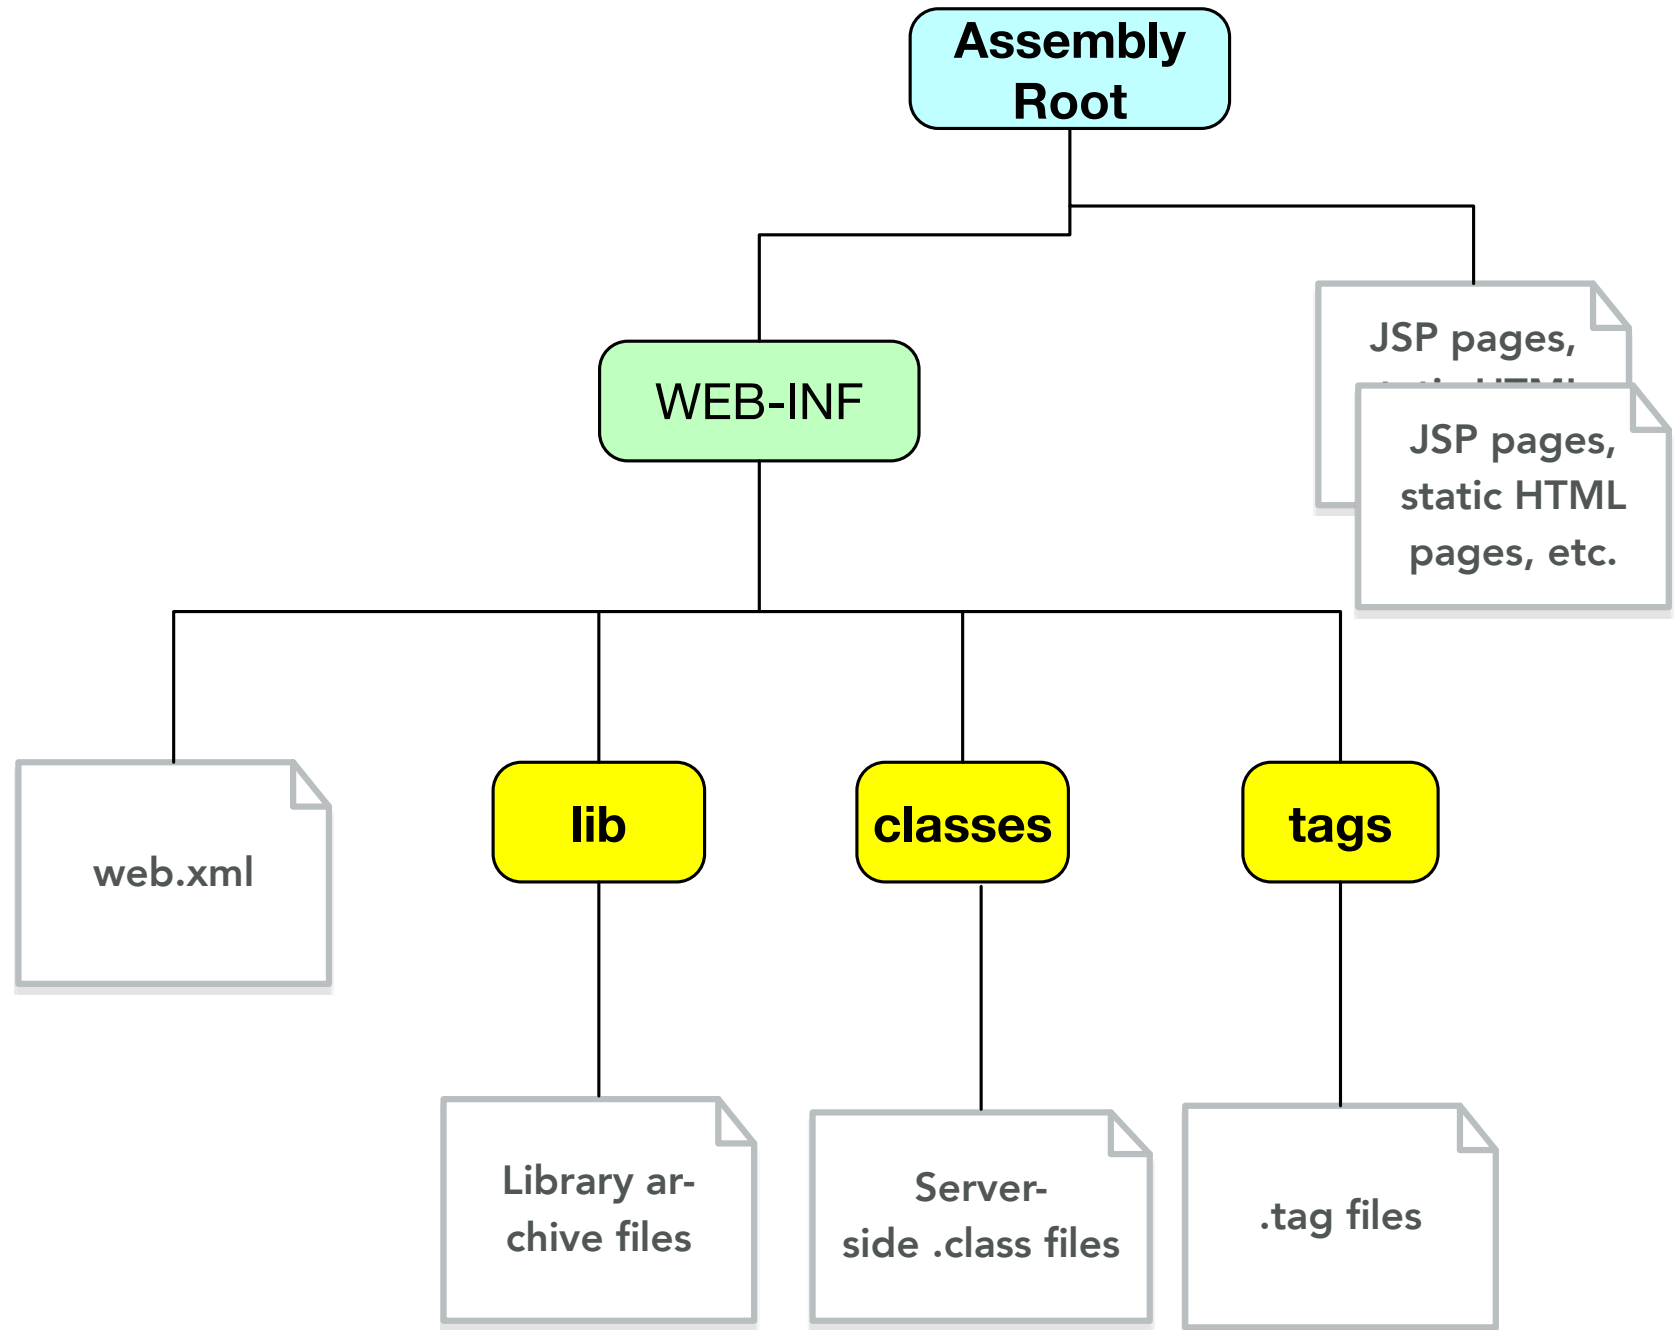 Assembly
Root
JSP pages,
WEB-INF
JSP pages,
static HTML
pages, etc.
web.xml
lib
classes
tags
Library ar-
chive files
Server-
side .class files
.tag files